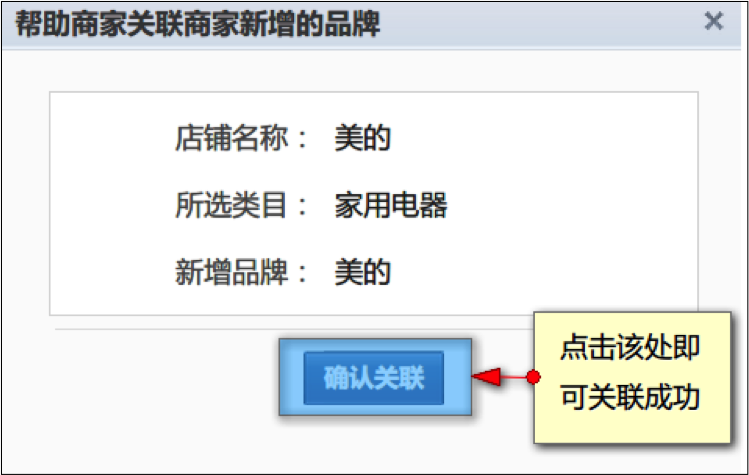 帮助商家关联商家新增的品牌
店铺名称： 美的
所选类目： 家用电器
新增品牌： 美的
确认关联
点击该处即
可关联成功